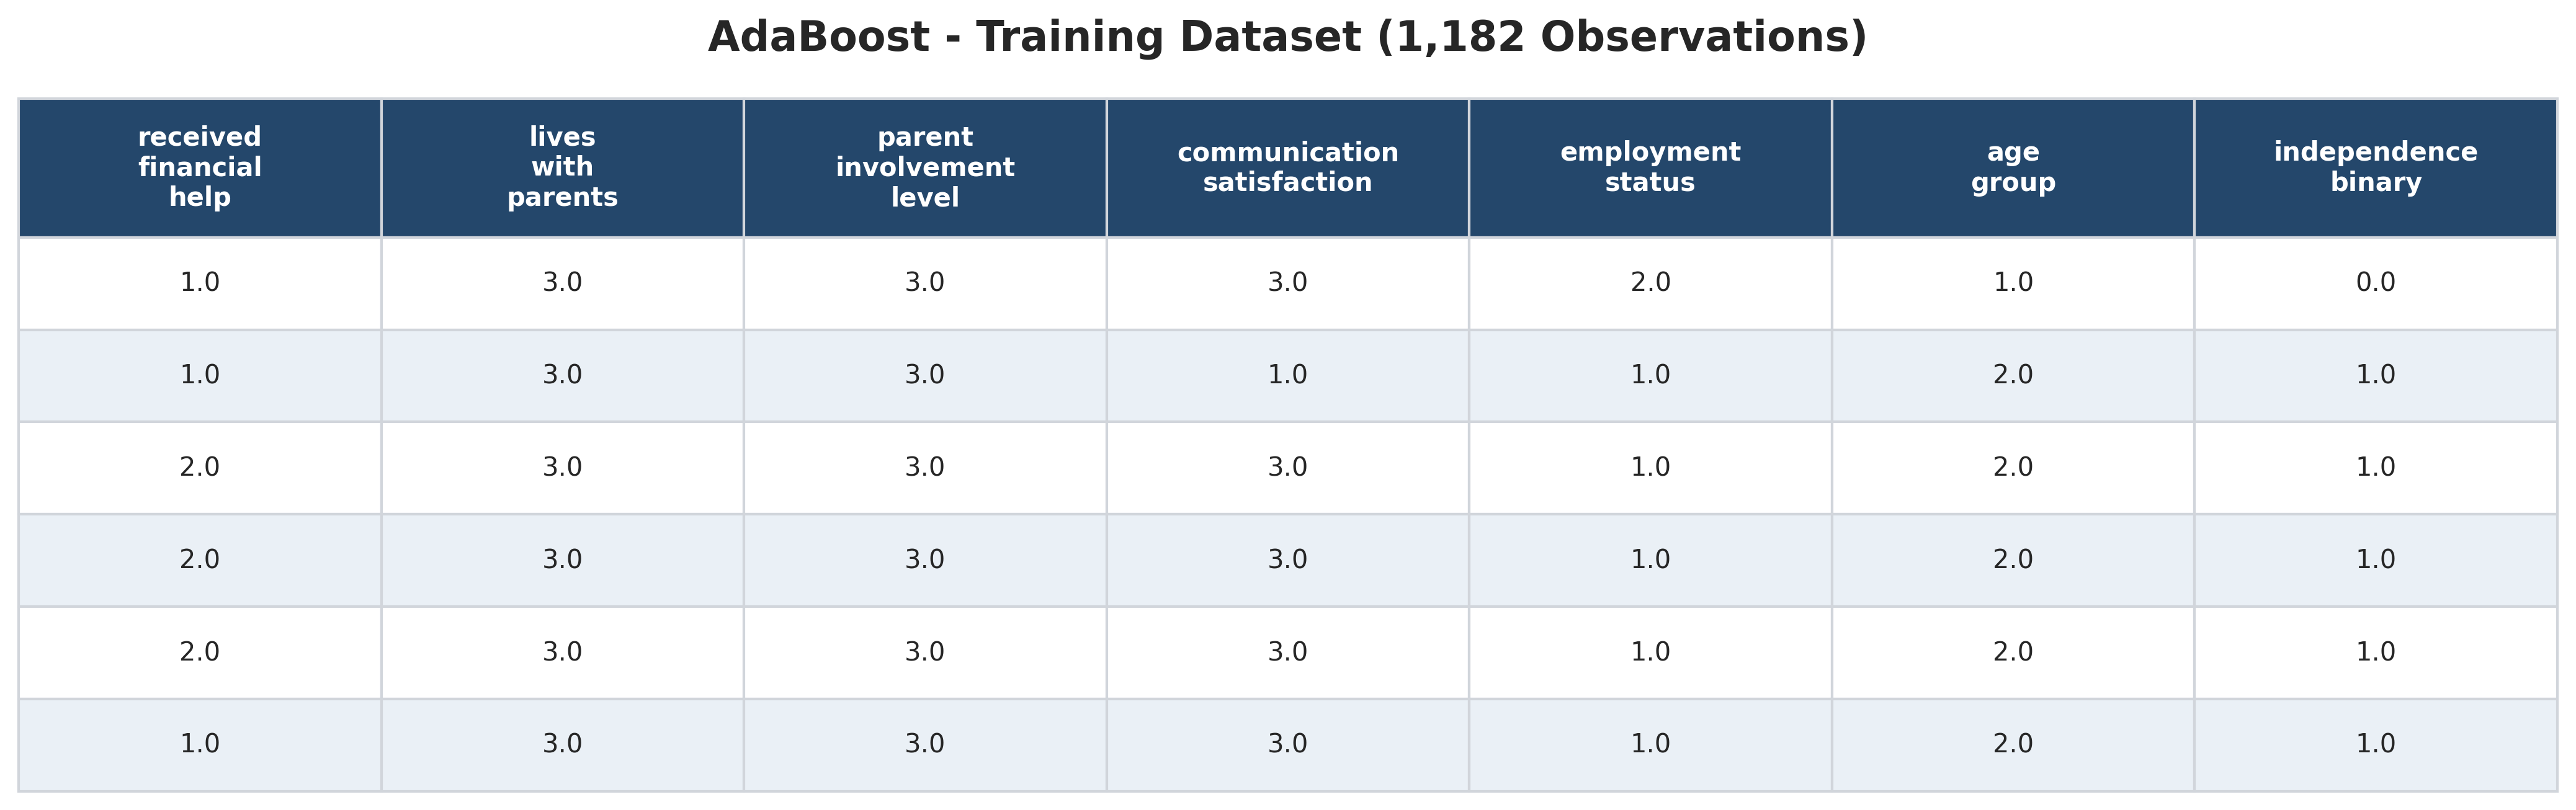 AdaBoost - Training Dataset (1,182 Observations)
received financial help | lives with parents | parent involvement level | communication satisfaction | employment status | age group | independence binary
1.0 | 3.0 | 3.0 | 3.0 | 2.0 | 1.0 | 0.0
1.0 | 3.0 | 3.0 | 1.0 | 1.0 | 2.0 | 1.0
2.0 | 3.0 | 3.0 | 3.0 | 1.0 | 2.0 | 1.0
2.0 | 3.0 | 3.0 | 3.0 | 1.0 | 2.0 | 1.0
2.0 | 3.0 | 3.0 | 3.0 | 1.0 | 2.0 | 1.0
1.0 | 3.0 | 3.0 | 3.0 | 1.0 | 2.0 | 1.0